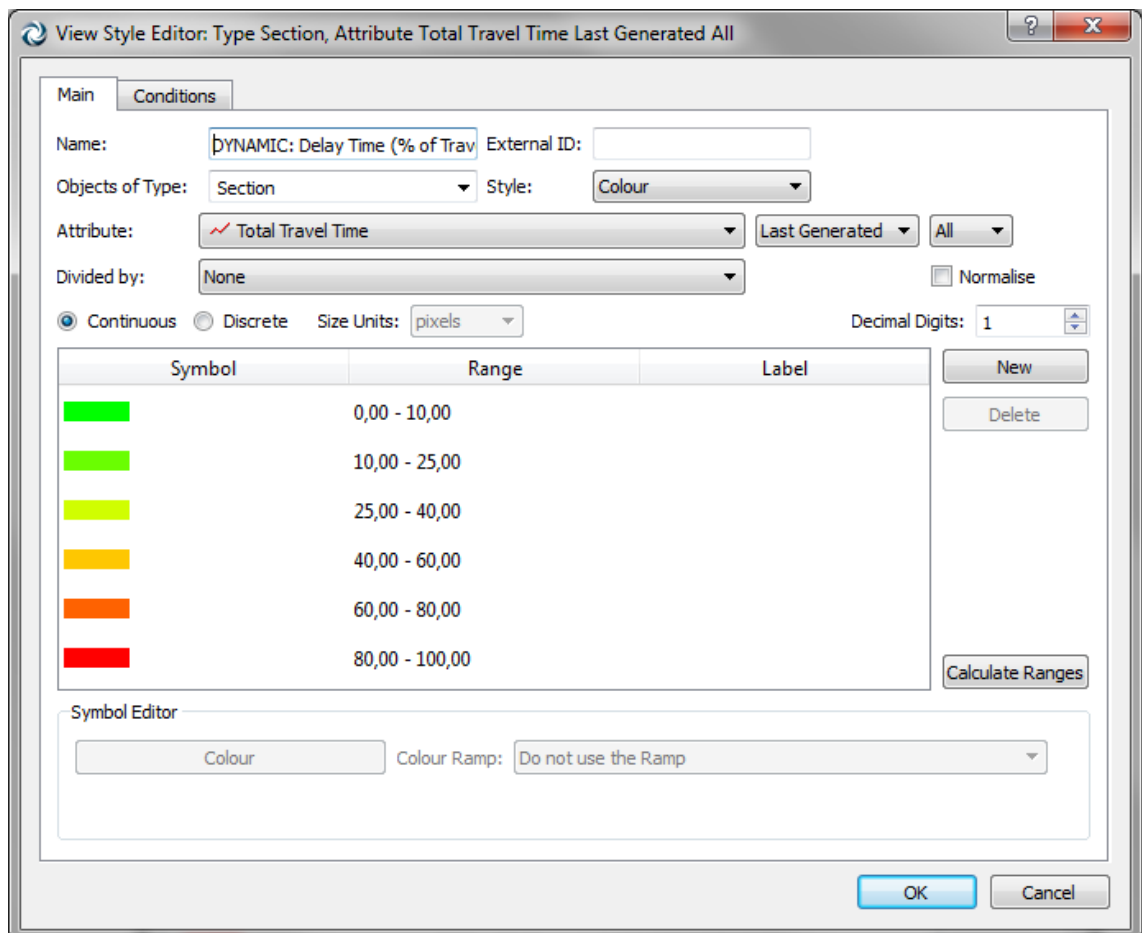 View Style Editor: Type Section, Attribute Total Travel Time Last Generated All
Main Conditions
Name: DYNAMIC: Delay Time (% of Trav External ID:
Objects of Type: Section Style: Colour
Attribute: Total Travel Time Last Generated All
Divided by: None Normalise
Continuous Discrete Size Units: pixels Decimal Digits: 1
Symbol Range Label New
0,00 - 10,00 Delete
10,00 - 25,00
25,00 - 40,00
40,00 - 60,00
60,00 - 80,00
80,00 - 100,00 Calculate Ranges
Symbol Editor
Colour Colour Ramp: Do not use the Ramp
OK Cancel